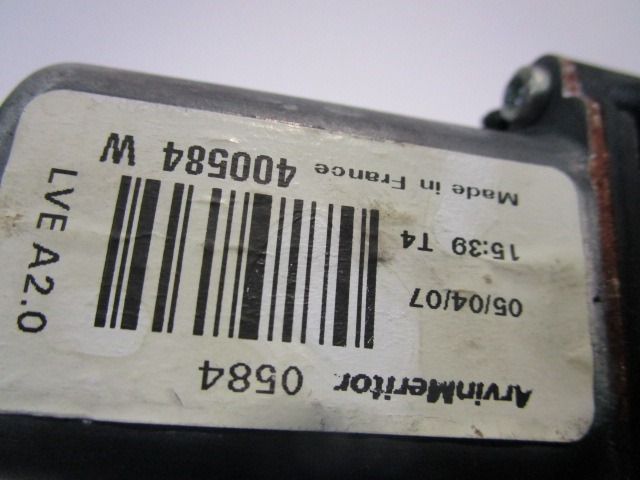 ArvinMeritor 0584
05/04/07
15:39 T4
Made in France 400584 W
LVE A2.0